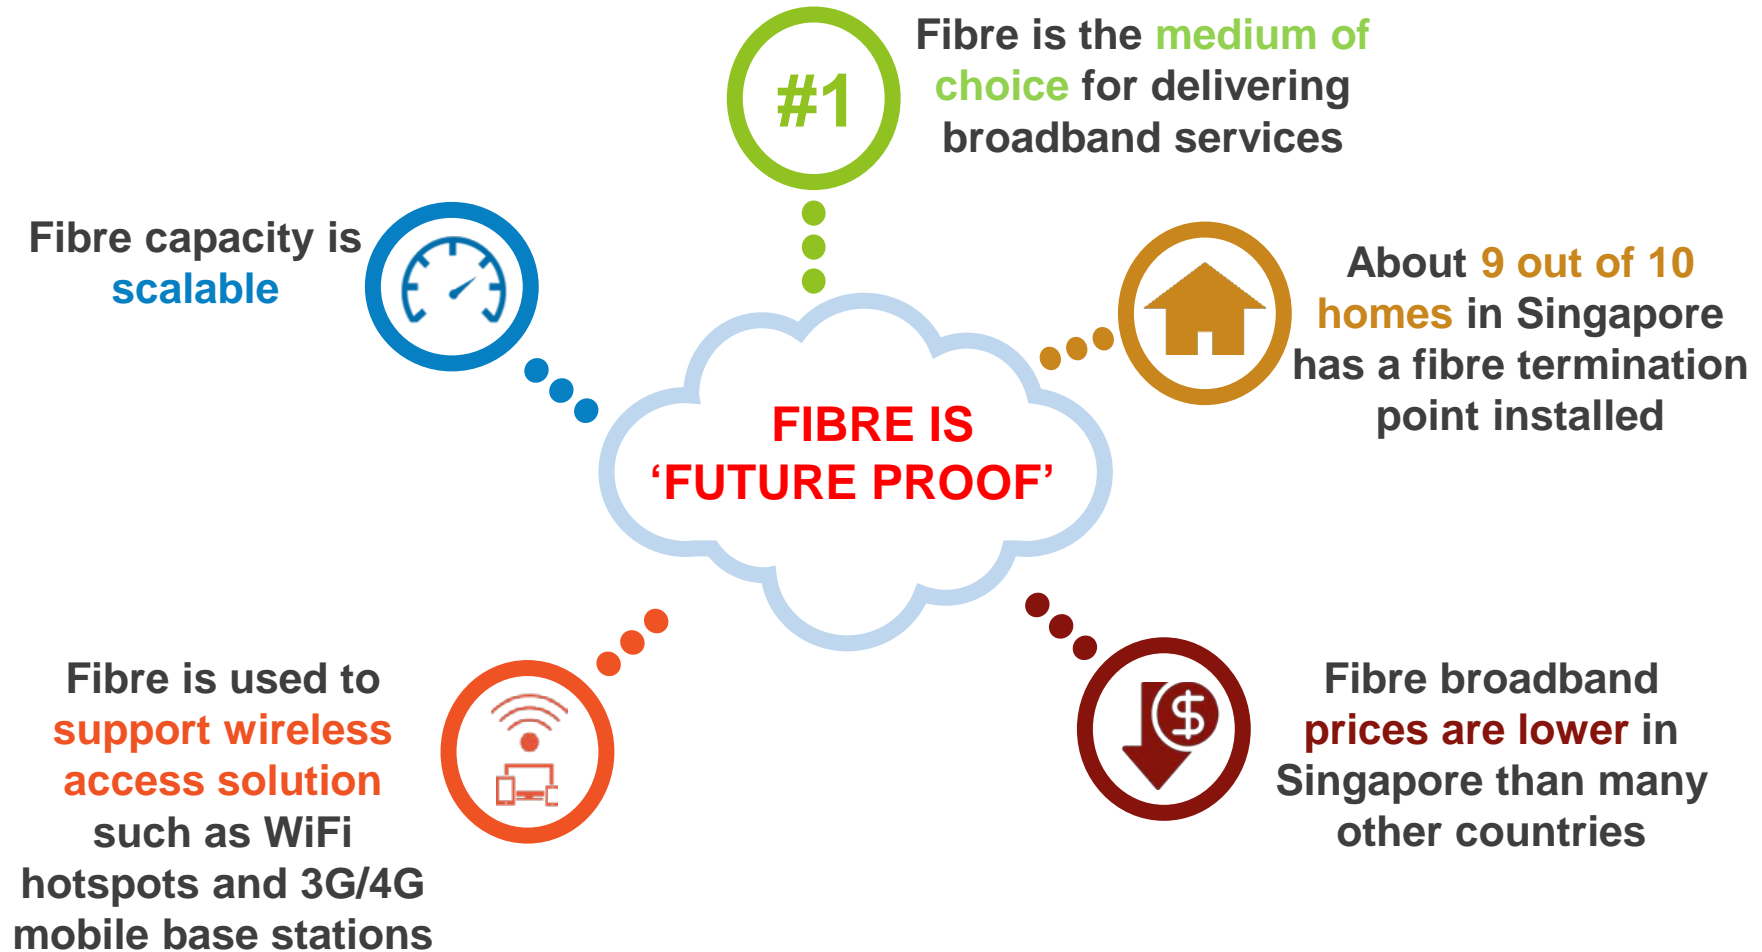 #1
Fibre is the medium of
choice for delivering
broadband services
Fibre capacity is
scalable
About 9 out of 10
homes in Singapore
has a fibre termination
point installed
FIBRE IS
‘FUTURE PROOF’
Fibre is used to
support wireless
access solution
such as WiFi
hotspots and 3G/4G
mobile base stations
$
Fibre broadband
prices are lower in
Singapore than many
other countries